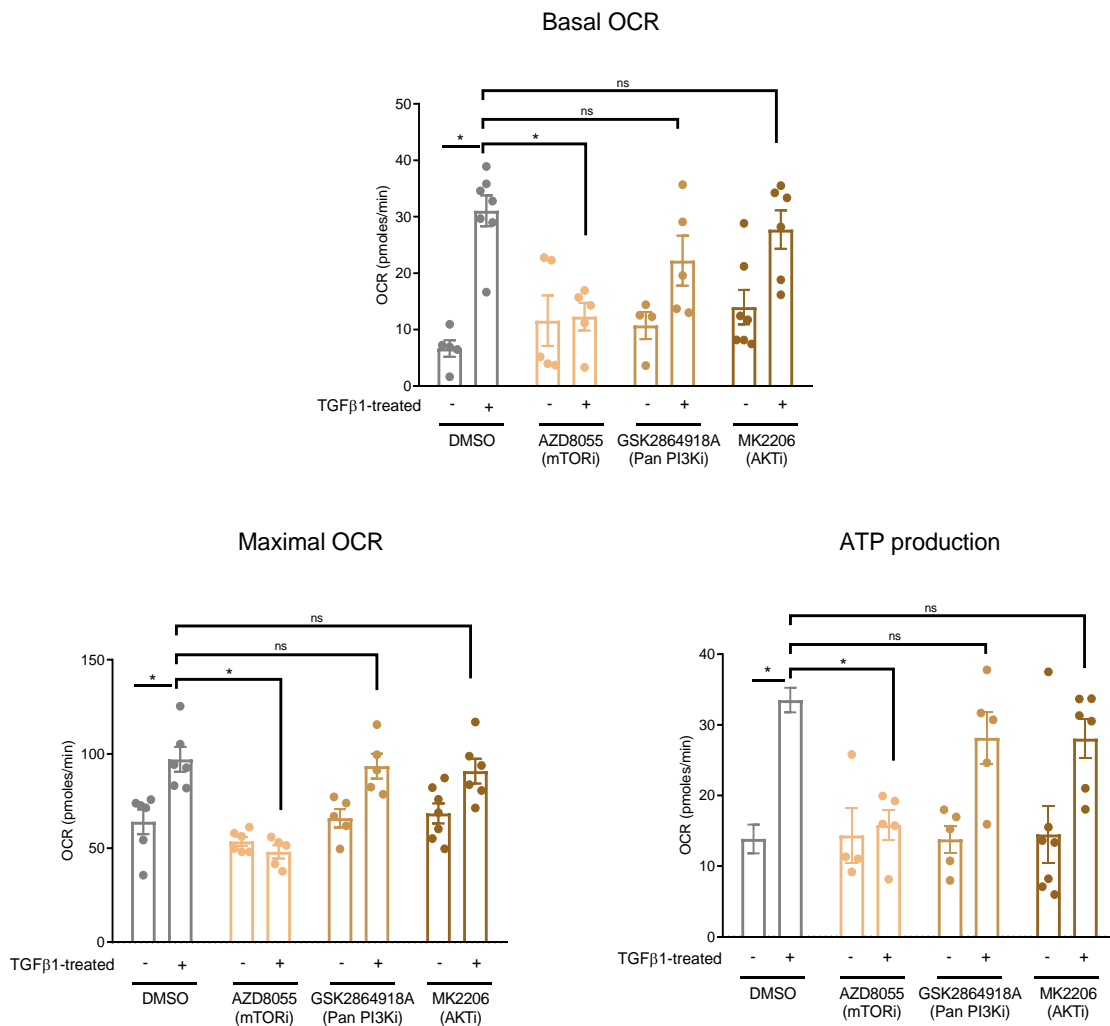 Basal OCR
ns
ns
* *
50
40
30
20
10
0
OCR (pmoles/min)
TGFβ1-treated - + - + - + - +
DMSO AZD8055 GSK2864918A MK2206
(mTORi) (Pan PI3Ki) (AKTi)
Maximal OCR
ns
ns
* *
150
100
50
0
OCR (pmoles/min)
TGFβ1-treated - + - + - + - +
DMSO AZD8055 GSK2864918A MK2206
(mTORi) (Pan PI3Ki) (AKTi)
ATP production
ns
ns
* *
40
30
20
10
0
OCR (pmoles/min)
TGFβ1-treated - + - + - + - +
DMSO AZD8055 GSK2864918A MK2206
(mTORi) (Pan PI3Ki) (AKTi)